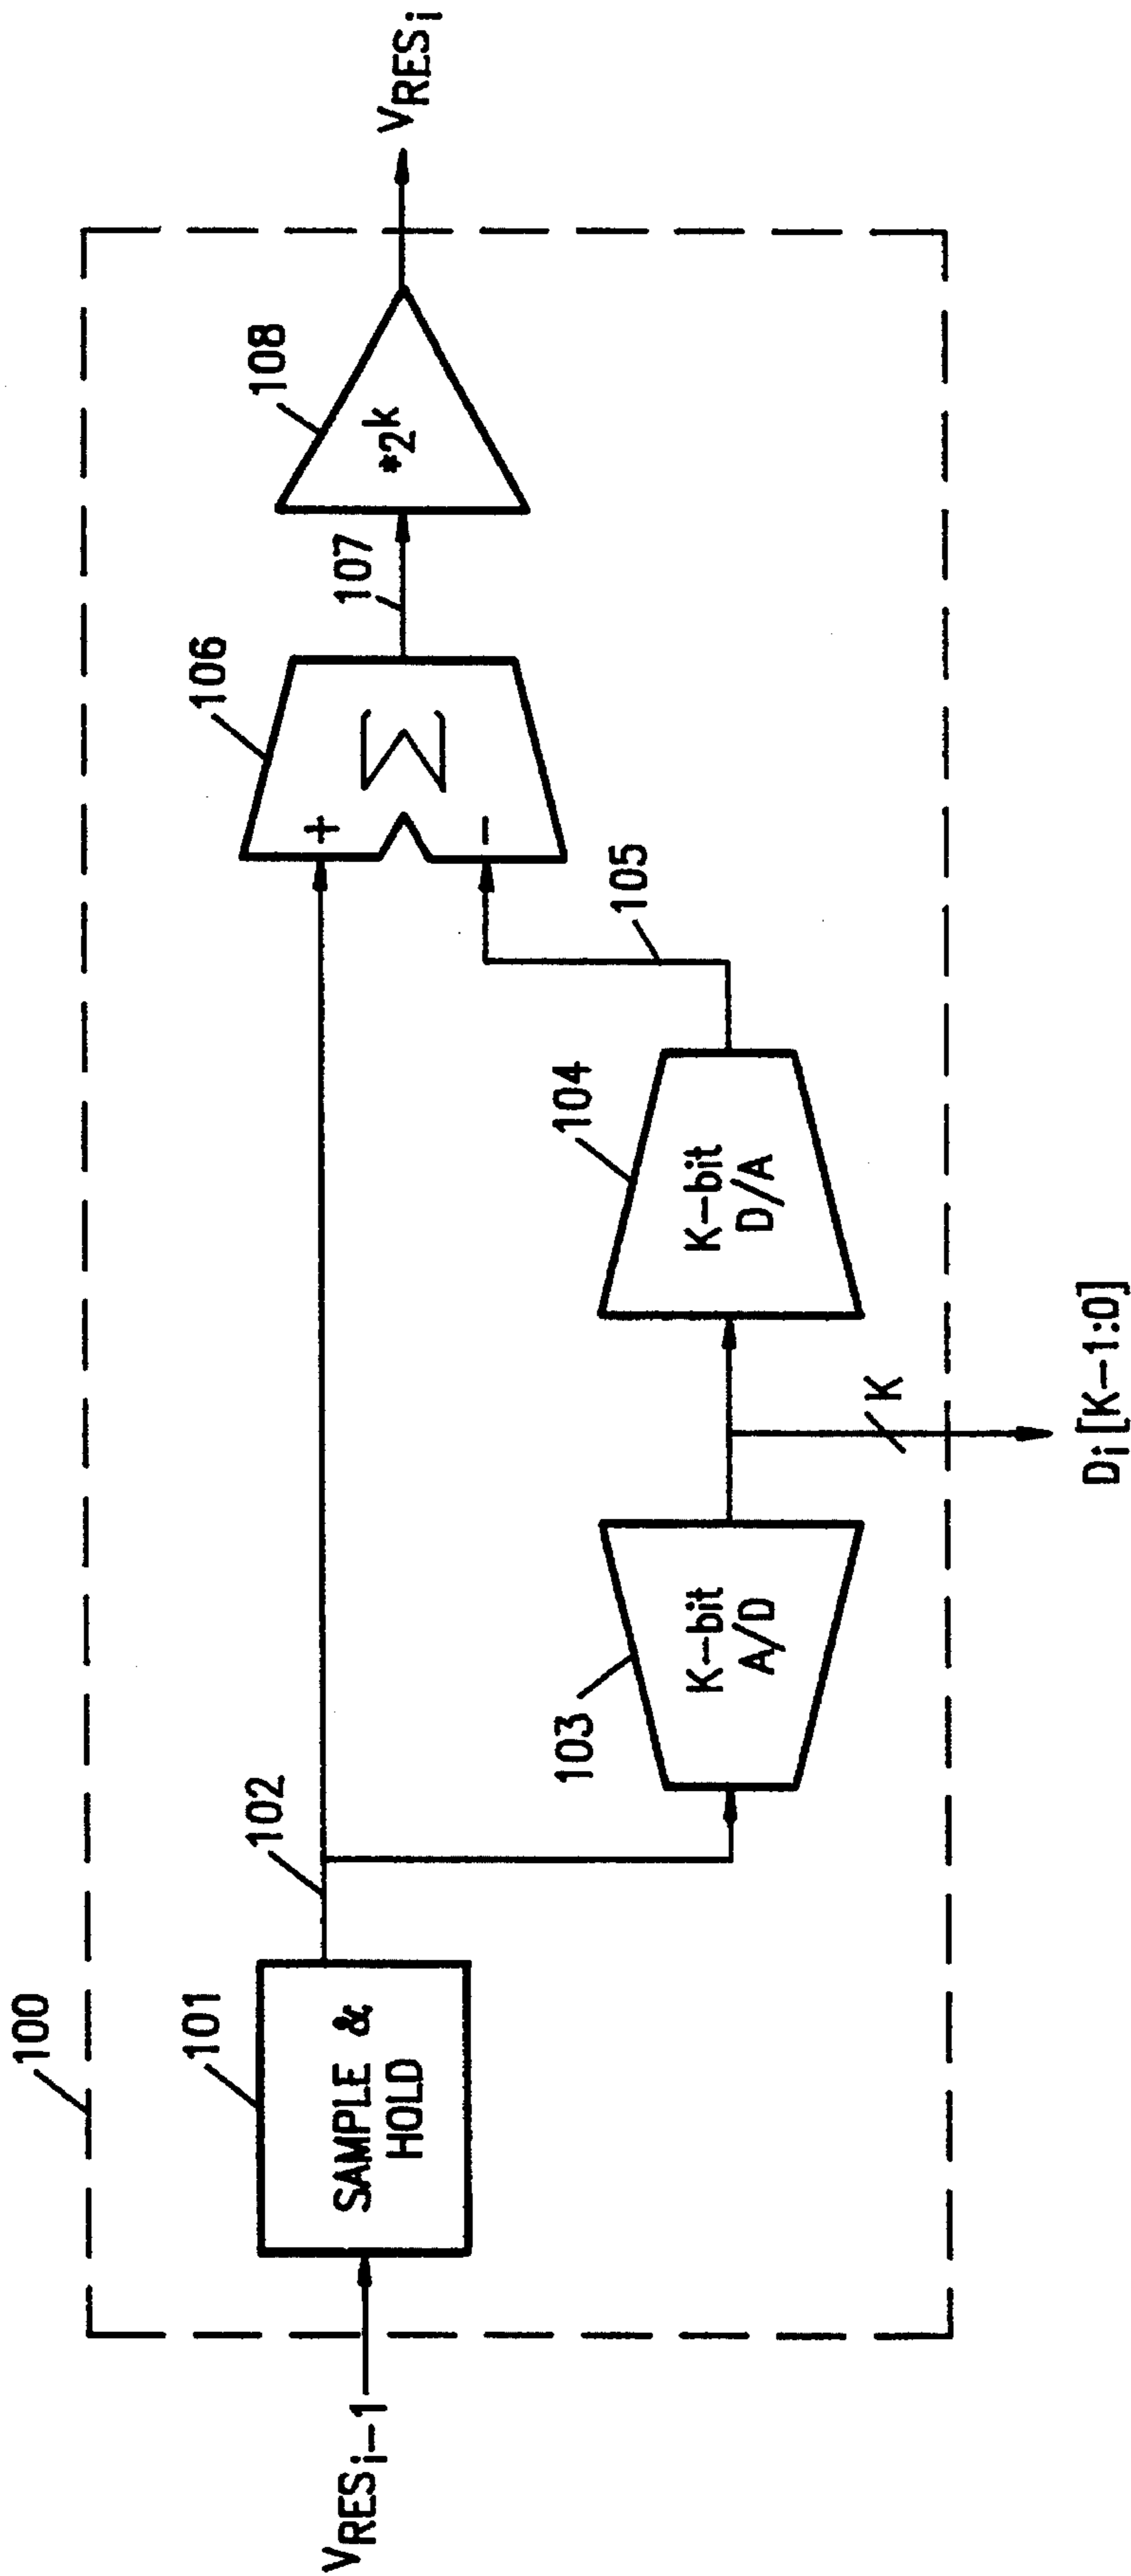 100
101
SAMPLE &
HOLD
102
V_RES_i-1
103
K-bit
A/D
K
D_i [K-1:0]
104
K-bit
D/A
105
106
+
-
Σ
107
108
*2^k
V_RES_i